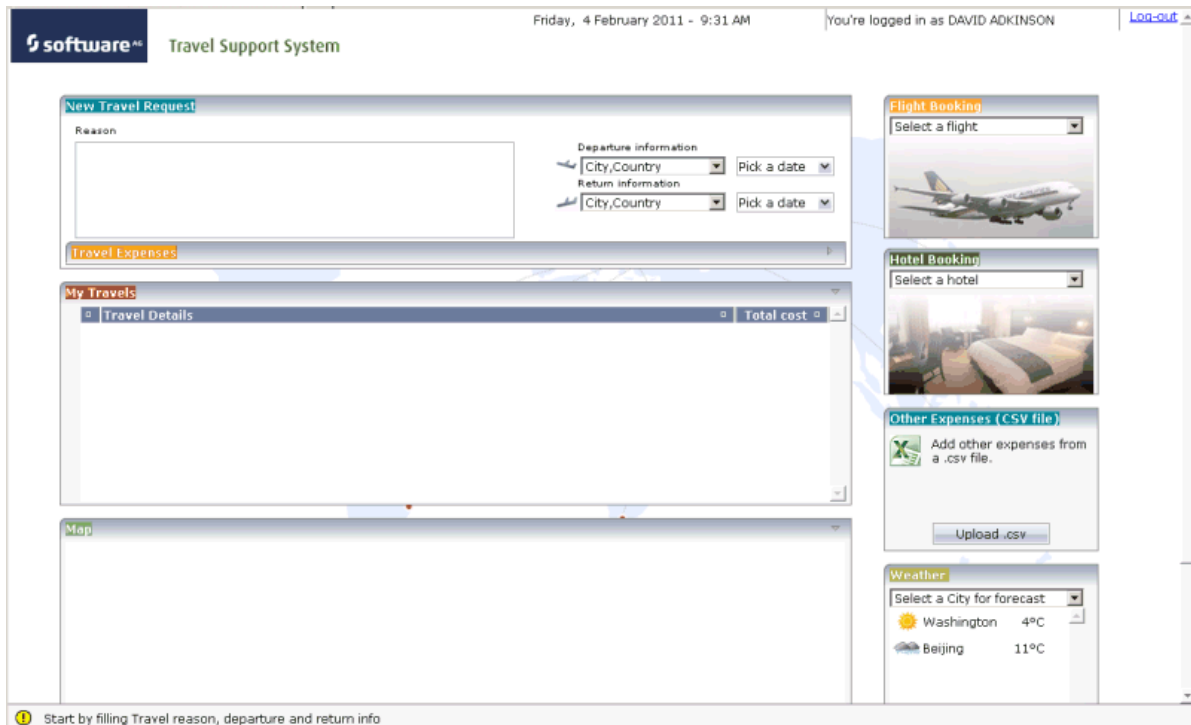 Friday, 4 February 2011 - 9:31 AM
You're logged in as DAVID ADKINSON
Log-out
software AG
Travel Support System
New Travel Request
Reason
Departure information
City,Country
Pick a date
Return information
City,Country
Pick a date
Travel Expenses
My Travels
Travel Details
Total cost
Map
Flight Booking
Select a flight
Hotel Booking
Select a hotel
Other Expenses (CSV file)
Add other expenses from
a .csv file.
Upload .csv
Weather
Select a City for forecast
Washington 4ºC
Beijing 11ºC
Start by filling Travel reason, departure and return info